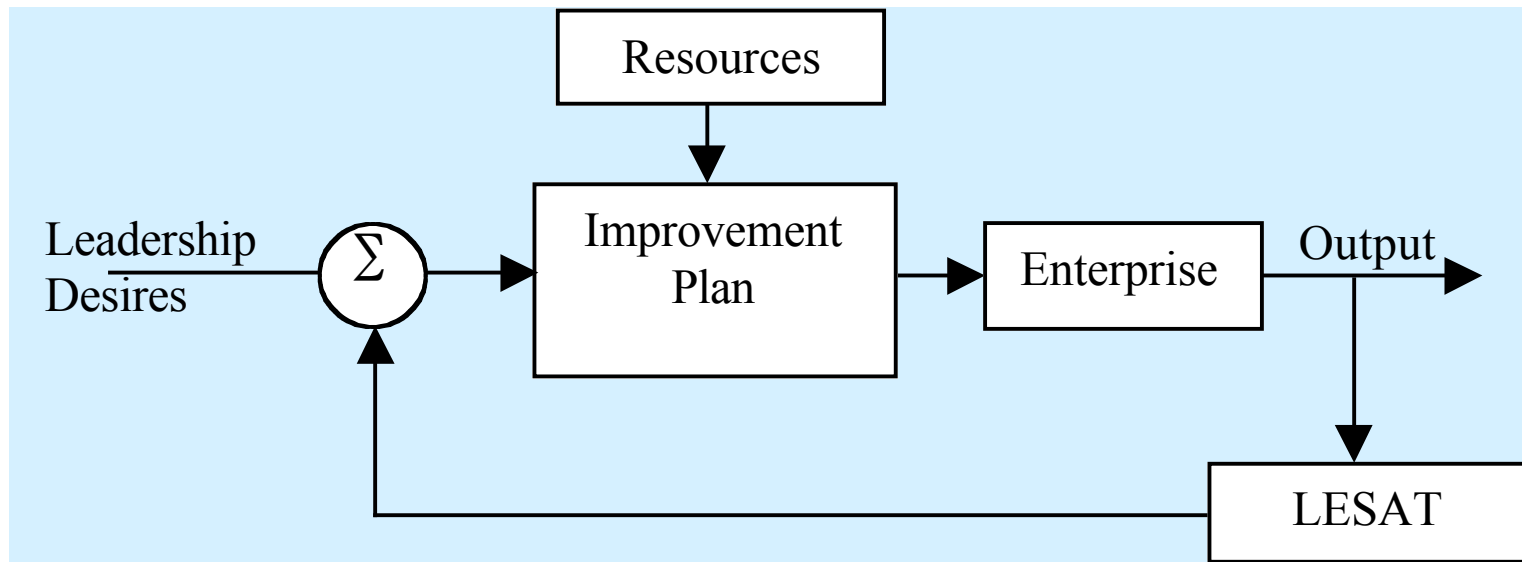 Resources
Leadership
Desires
Σ
Improvement
Plan
Enterprise
Output
LESAT